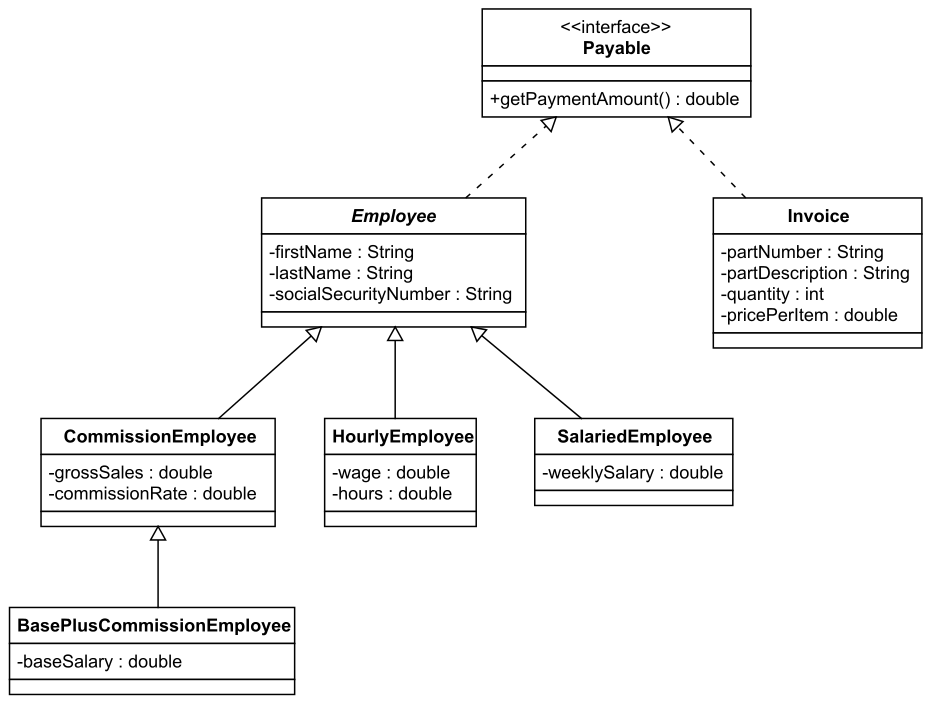 <<interface>>
Payable
+getPaymentAmount() : double
Employee
-firstName : String
-lastName : String
-socialSecurityNumber : String
Invoice
-partNumber : String
-partDescription : String
-quantity : int
-pricePerItem : double
CommissionEmployee
-grossSales : double
-commissionRate : double
HourlyEmployee
-wage : double
-hours : double
SalariedEmployee
-weeklySalary : double
BasePlusCommissionEmployee
-baseSalary : double